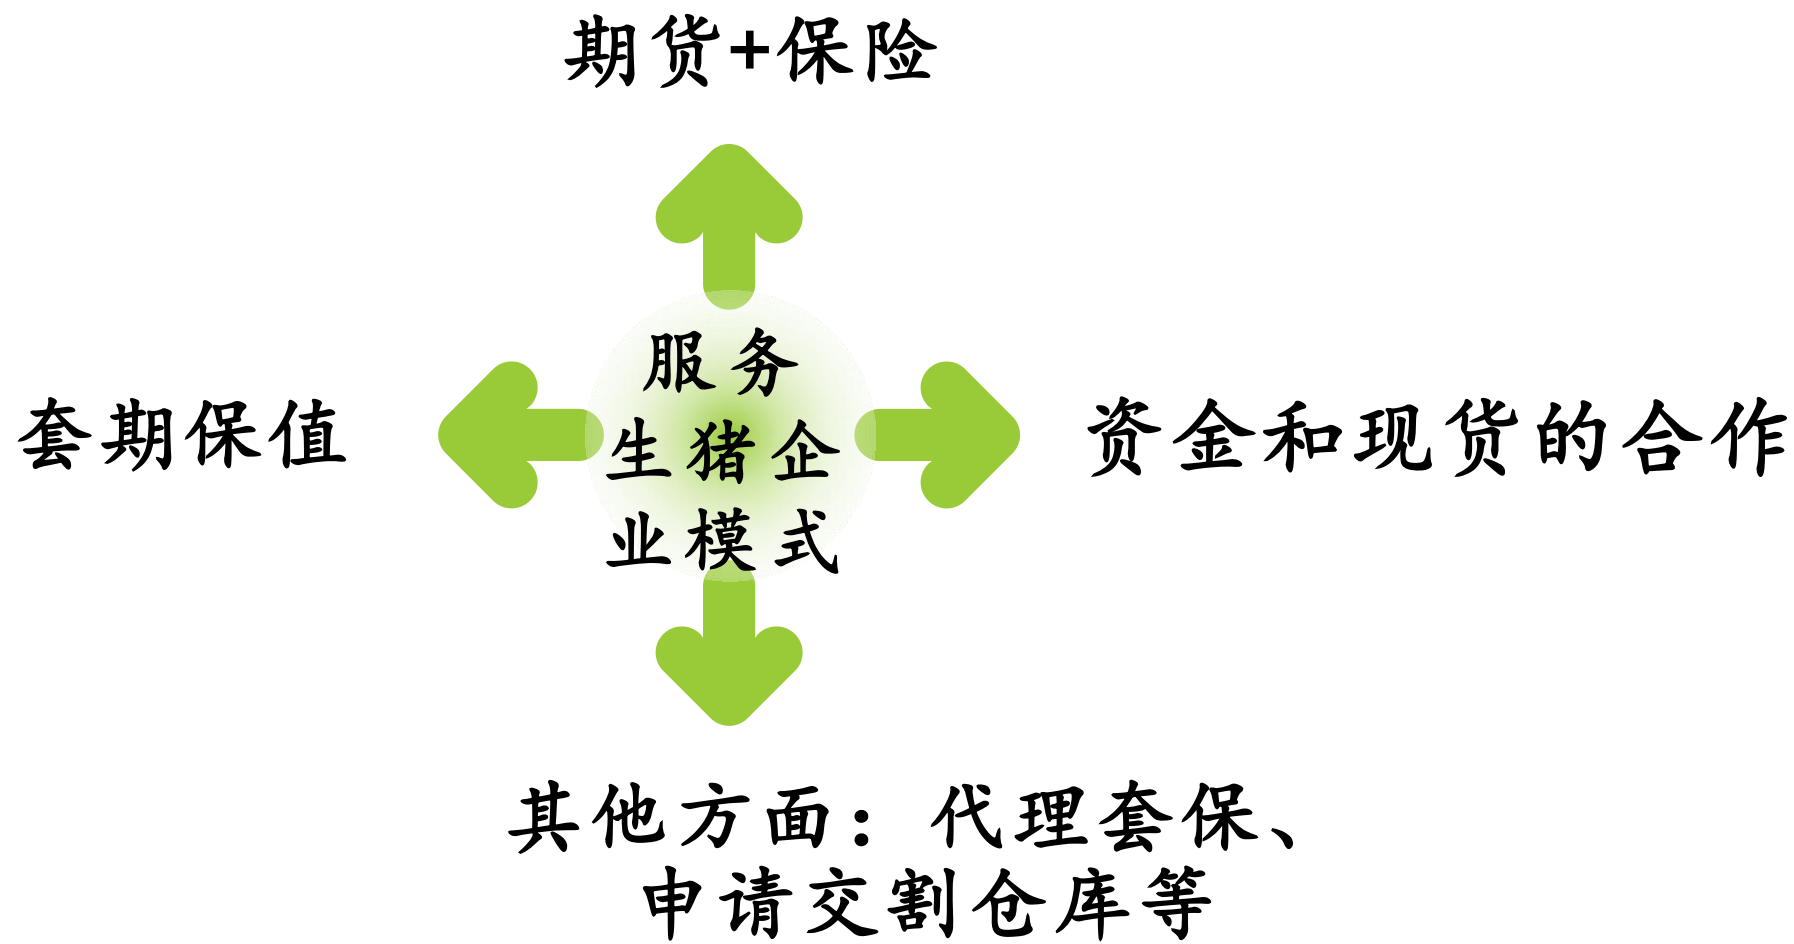 期货+保险
服务
生猪企
业模式
套期保值
资金和现货的合作
其他方面：代理套保、
申请交割仓库等